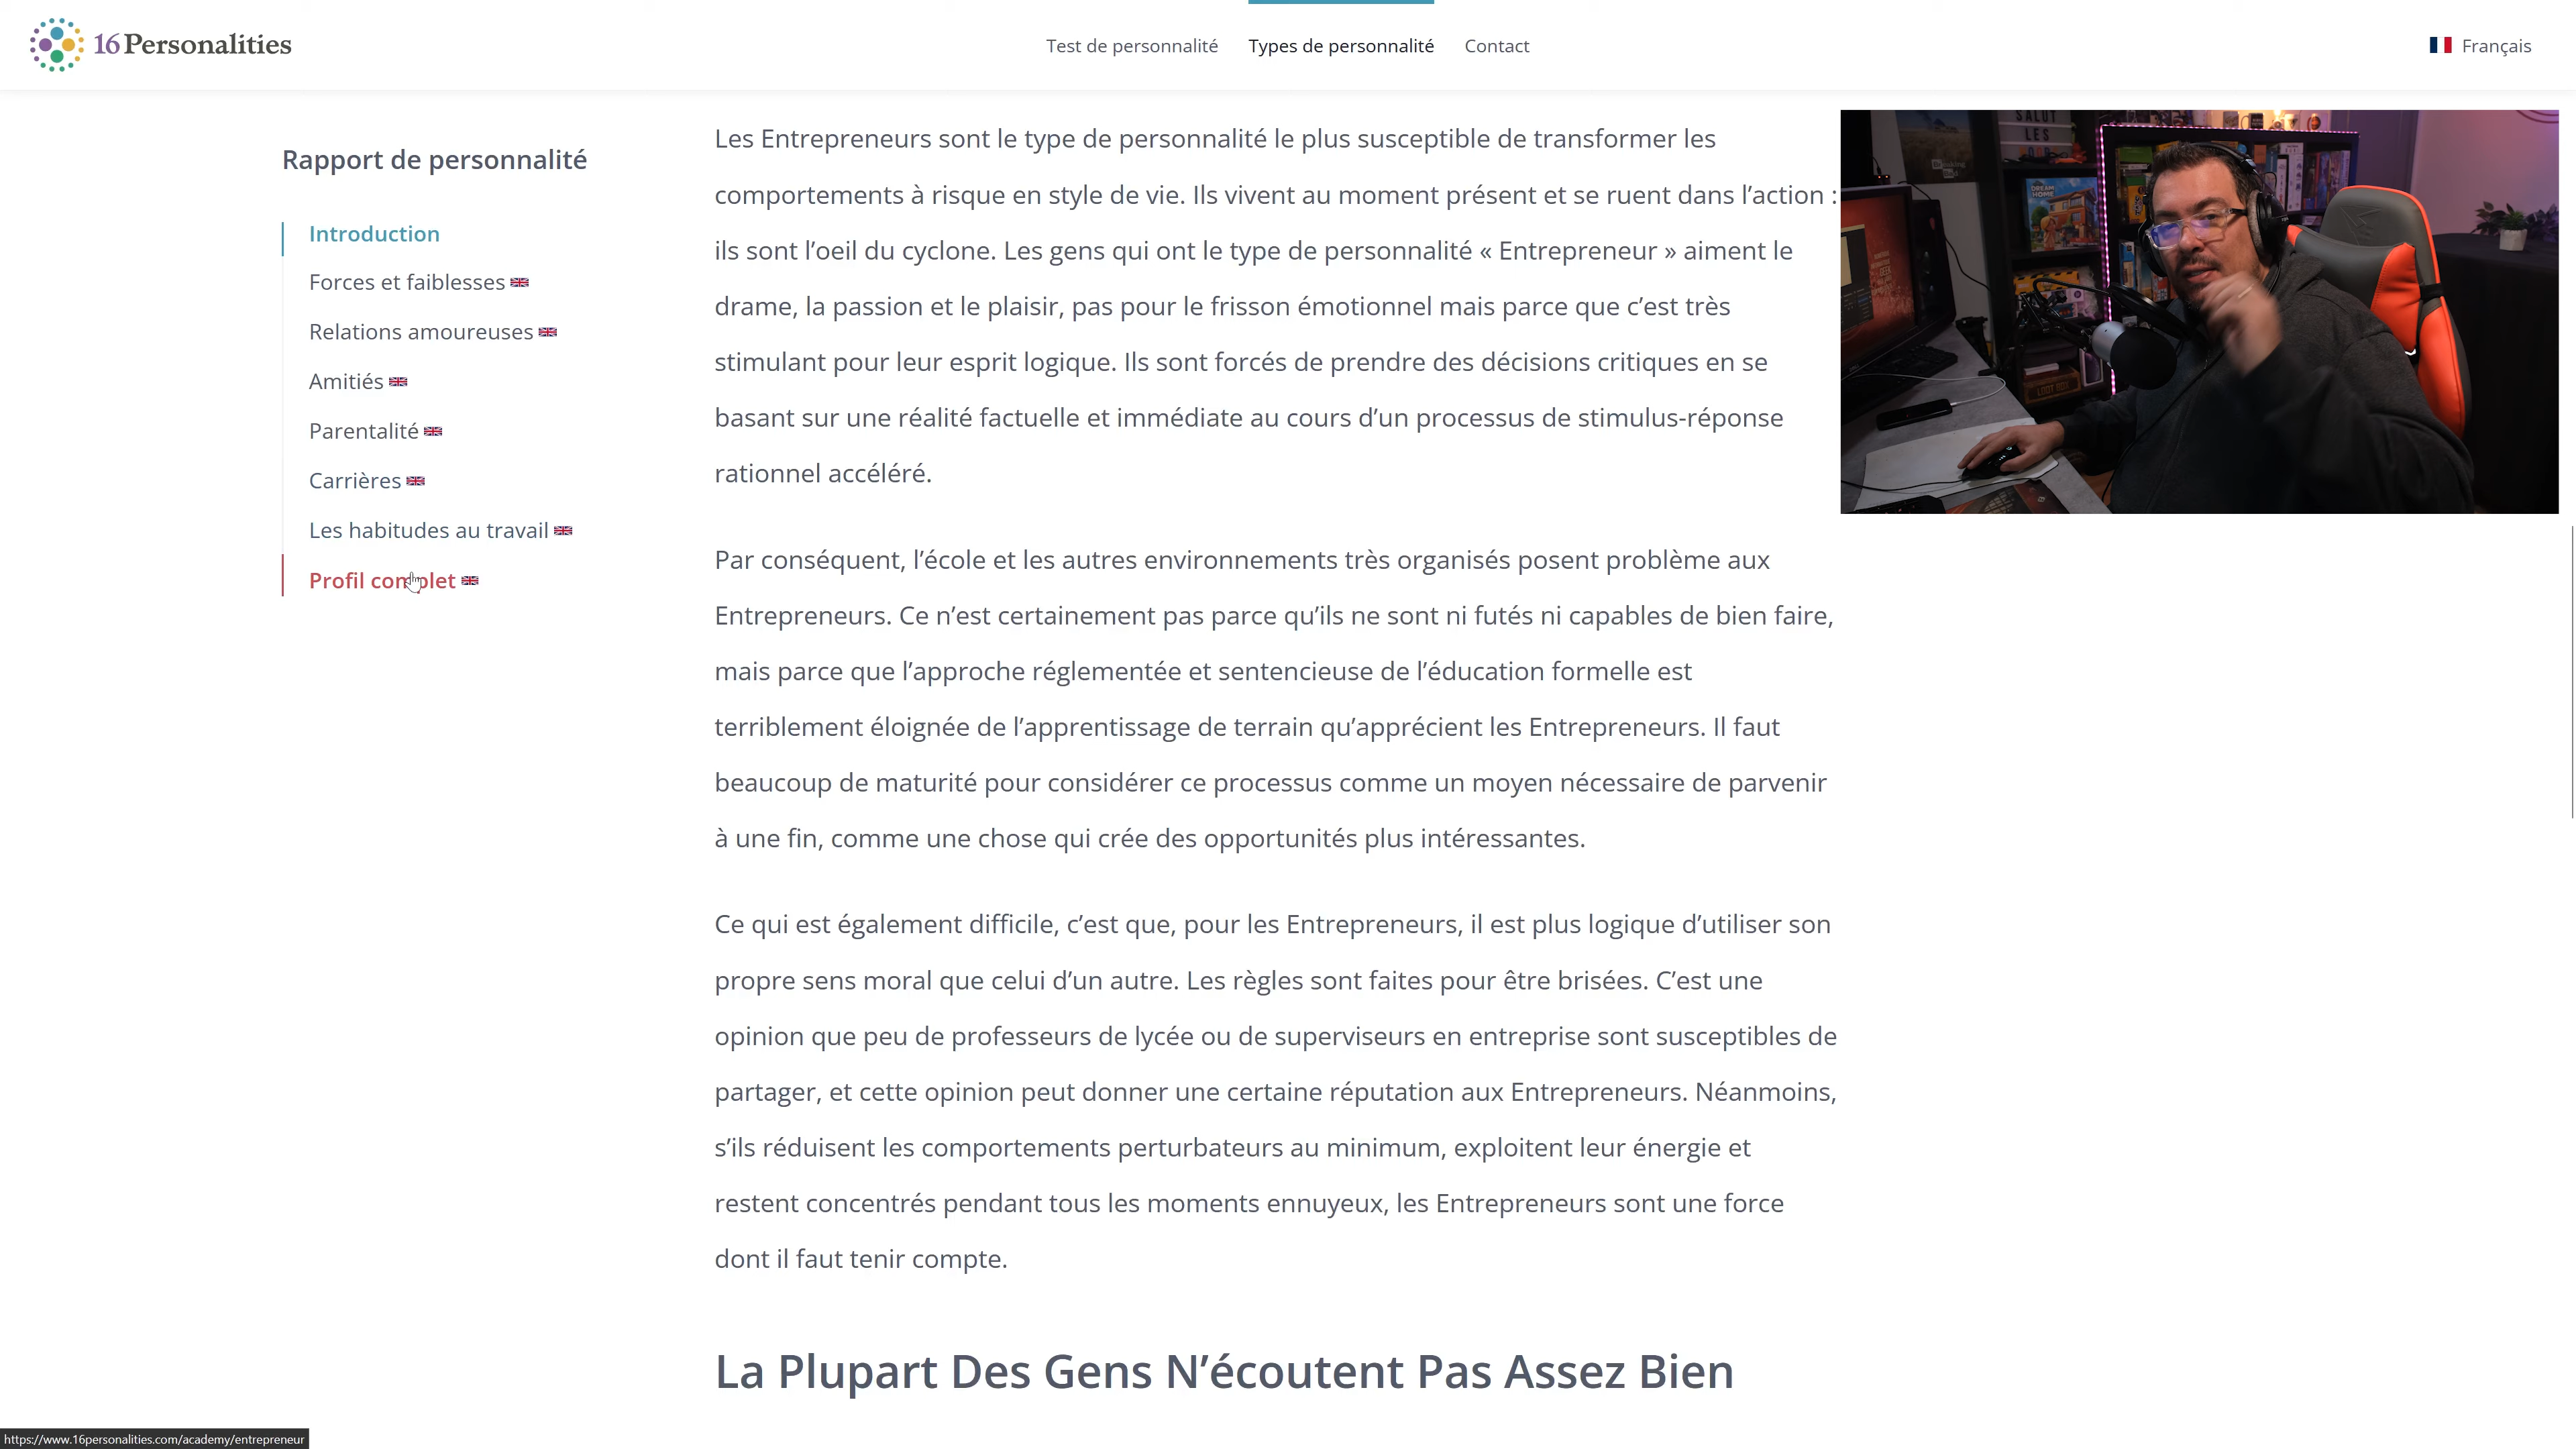 16Personalities
Test de personnalité
Types de personnalité
Contact
Français
Rapport de personnalité
Introduction
Forces et faiblesses
Relations amoureuses
Amitiés
Parentalité
Carrières
Les habitudes au travail
Profil complet
Les Entrepreneurs sont le type de personnalité le plus susceptible de transformer les
comportements à risque en style de vie. Ils vivent au moment présent et se ruent dans l’action :
ils sont l’oeil du cyclone. Les gens qui ont le type de personnalité « Entrepreneur » aiment le
drame, la passion et le plaisir, pas pour le frisson émotionnel mais parce que c’est très
stimulant pour leur esprit logique. Ils sont forcés de prendre des décisions critiques en se
basant sur une réalité factuelle et immédiate au cours d’un processus de stimulus-réponse
rationnel accéléré.
Par conséquent, l’école et les autres environnements très organisés posent problème aux
Entrepreneurs. Ce n’est certainement pas parce qu’ils ne sont ni futés ni capables de bien faire,
mais parce que l’approche réglementée et sentencieuse de l’éducation formelle est
terriblement éloignée de l’apprentissage de terrain qu’apprécient les Entrepreneurs. Il faut
beaucoup de maturité pour considérer ce processus comme un moyen nécessaire de parvenir
à une fin, comme une chose qui crée des opportunités plus intéressantes.
Ce qui est également difficile, c’est que, pour les Entrepreneurs, il est plus logique d’utiliser son
propre sens moral que celui d’un autre. Les règles sont faites pour être brisées. C’est une
opinion que peu de professeurs de lycée ou de superviseurs en entreprise sont susceptibles de
partager, et cette opinion peut donner une certaine réputation aux Entrepreneurs. Néanmoins,
s’ils réduisent les comportements perturbateurs au minimum, exploitent leur énergie et
restent concentrés pendant tous les moments ennuyeux, les Entrepreneurs sont une force
dont il faut tenir compte.
La Plupart Des Gens N’écoutent Pas Assez Bien
SALUT
LES
DREAM
HOME
https://www.16personalities.com/academy/entrepreneur